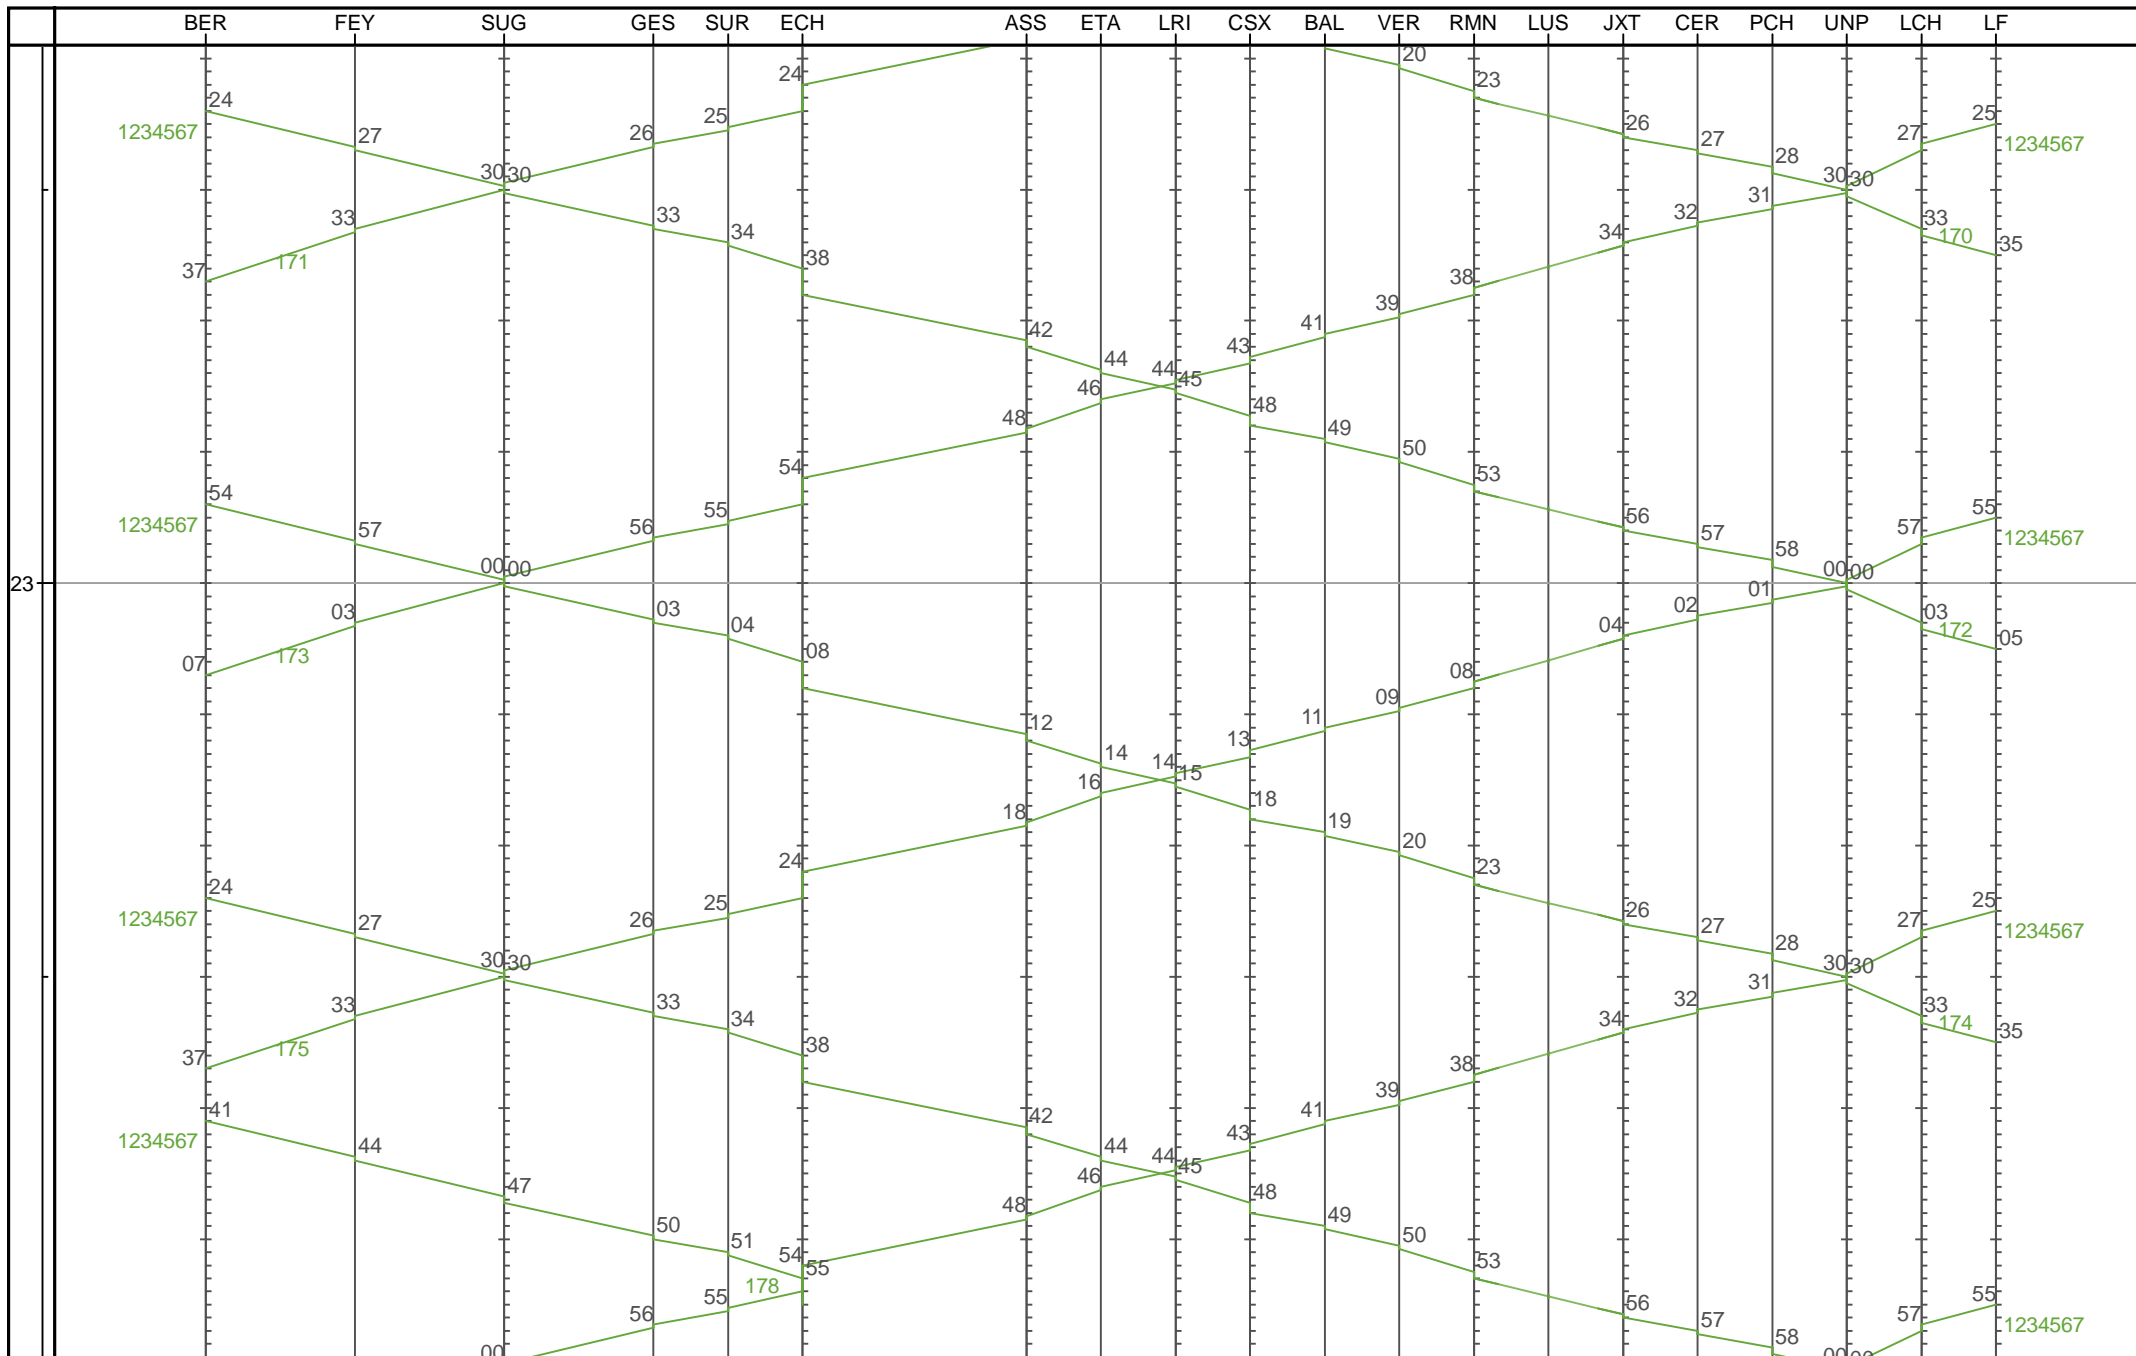 BER FEY SUG GES SUR ECH ASS ETA LRI CSX BAL VER RMN LUS JXT CER PCH UNP LCH LF
20
24 23
24 25 26 25
1234567 27 26 27 28 27 1234567
30 30 30 30
33 33 34 38 34 32 31 33 170 35
37 171 38
42 41 39
44 46 44 45 43
48 48 49 50
54 54 55 53 55
1234567 57 56 56 57 58 57 1234567
23 00 00 00 00
03 03 04 04 02 01 03 172 05
07 173 08 08
12 11 09
14 16 14 15 13
18 18 19 20
24 24 25 23 25
1234567 27 26 26 27 28 27 1234567
30 30 30 30
33 33 34 34 32 31 33 174 35
37 175 38 38
41 42 41 39
1234567 44 44 46 44 45 43
47 48 48 49 50
50 51 54 55 53
178
56 55 56 57 58 57 55 1234567
00 00 00